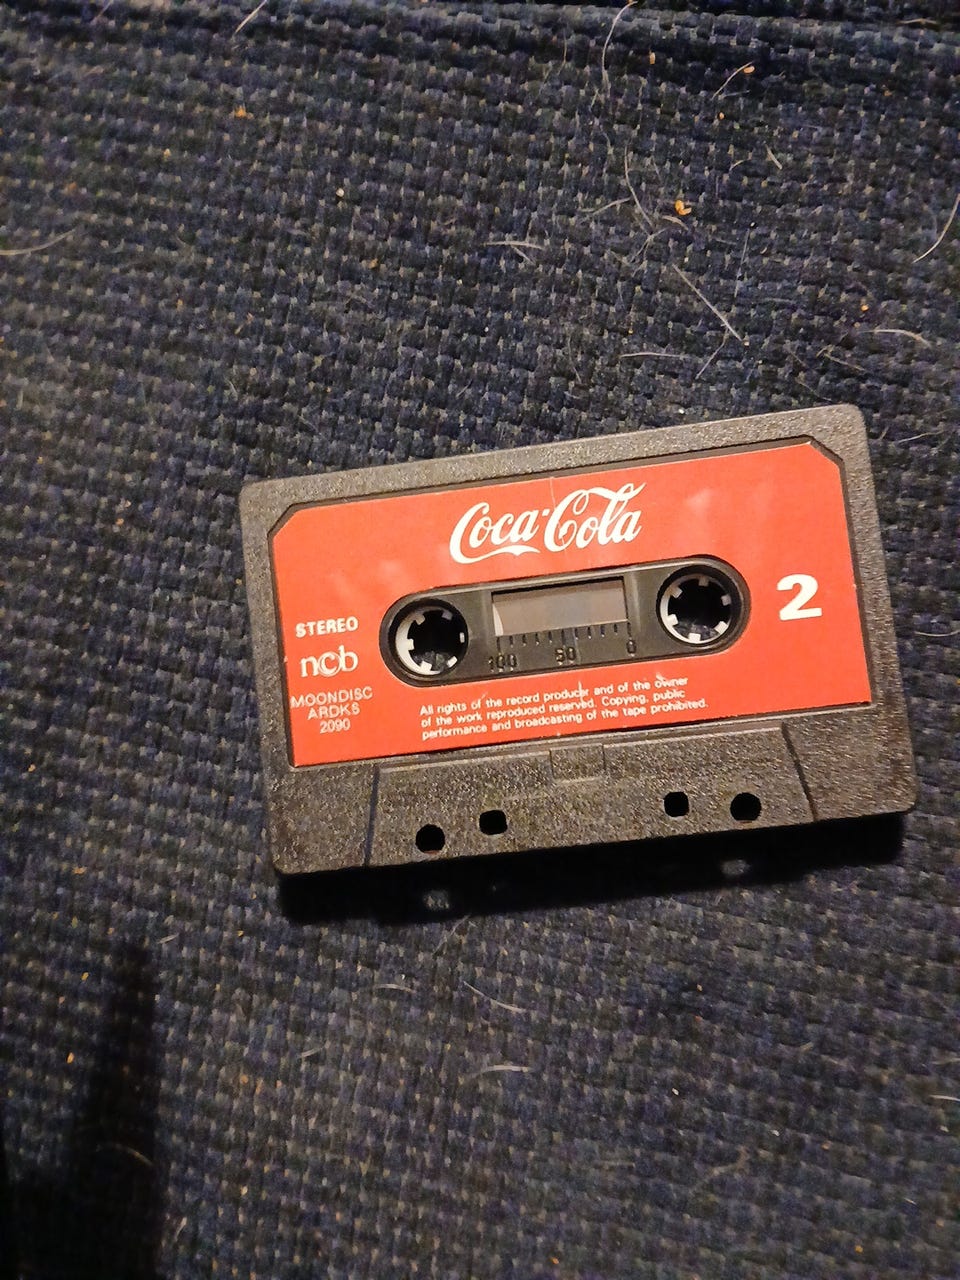 Coca-Cola
2
STEREO
ncb
MOONDISC
ARDKS
2090
100 50 0
All rights of the record producer and of the owner
of the work reproduced reserved. Copying, public
performance and broadcasting of the tape prohibited.